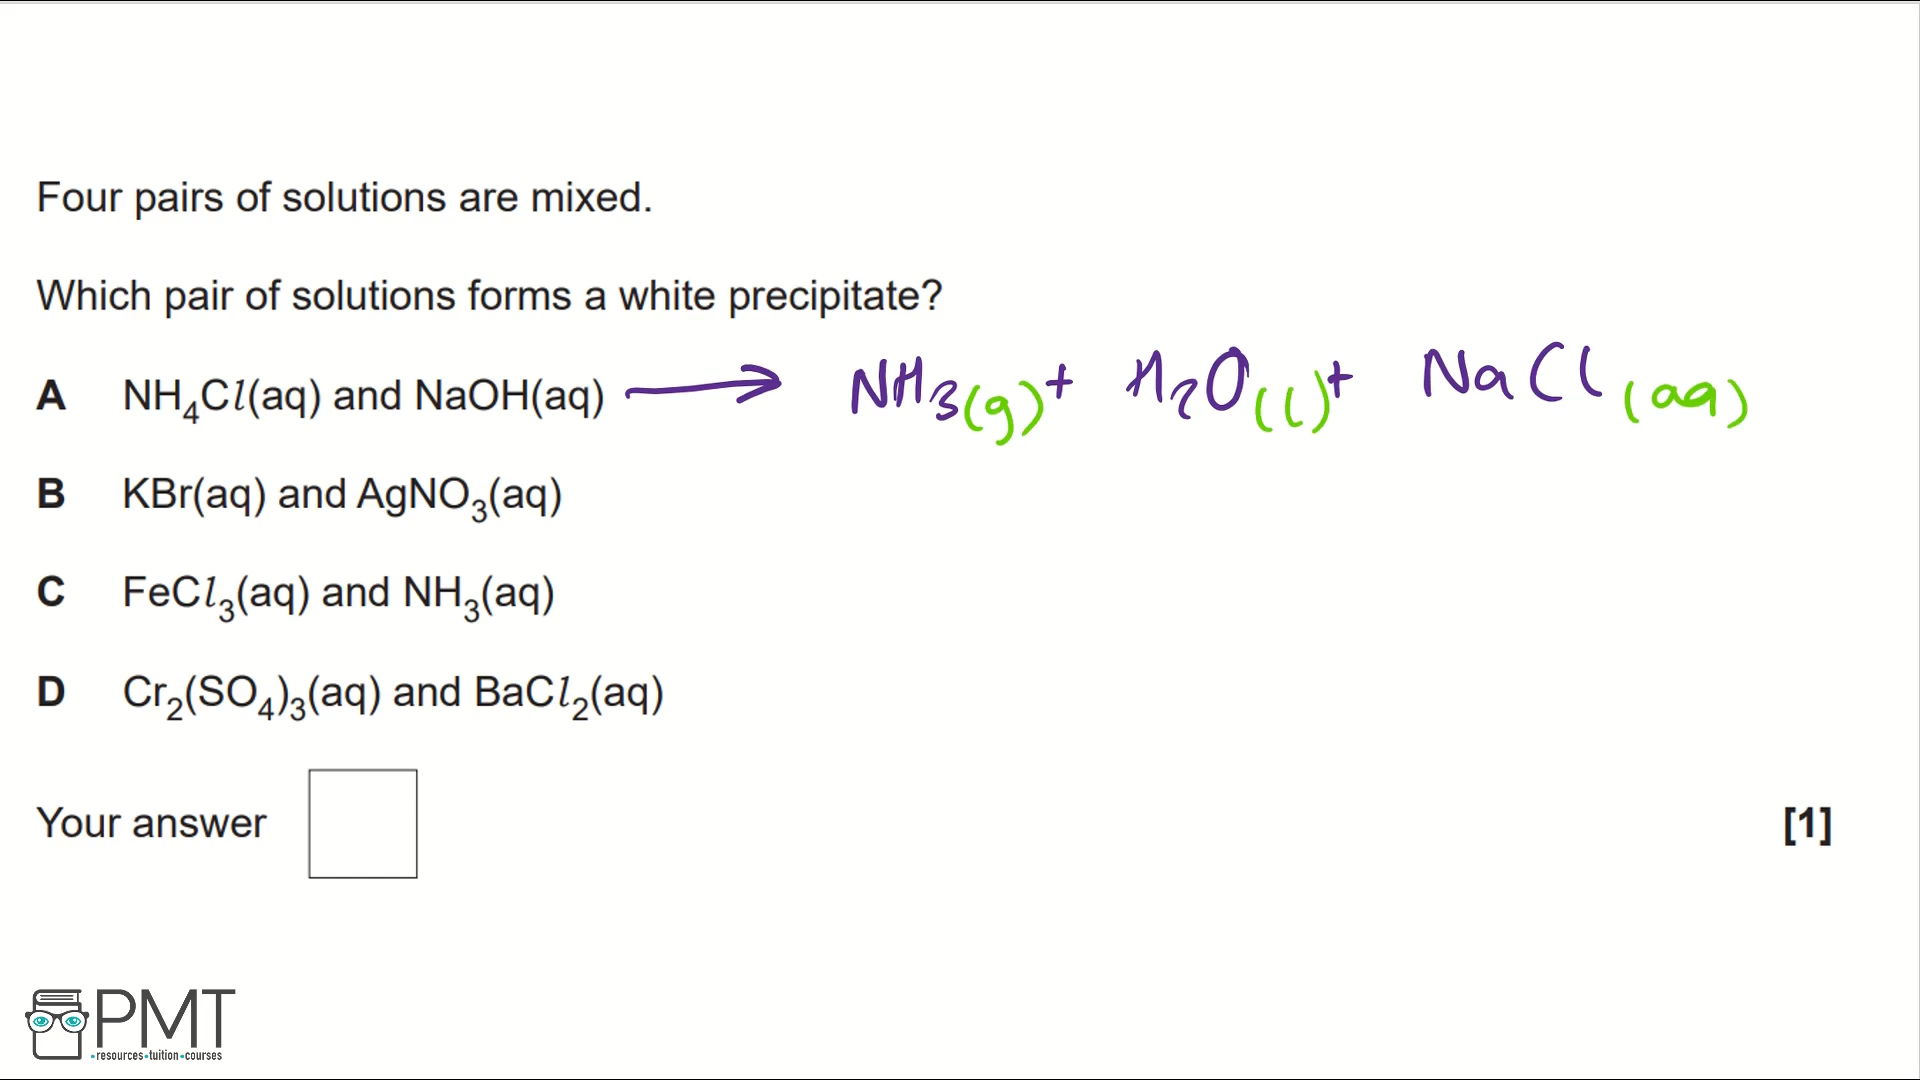 Four pairs of solutions are mixed.
Which pair of solutions forms a white precipitate?
A NH₄Cl(aq) and NaOH(aq) → NH₃(g) + H₂O(l) + NaCl(aq)
B KBr(aq) and AgNO₃(aq)
C FeCl₃(aq) and NH₃(aq)
D Cr₂(SO₄)₃(aq) and BaCl₂(aq)
Your answer [1]
PMT
•resources•tuition•courses